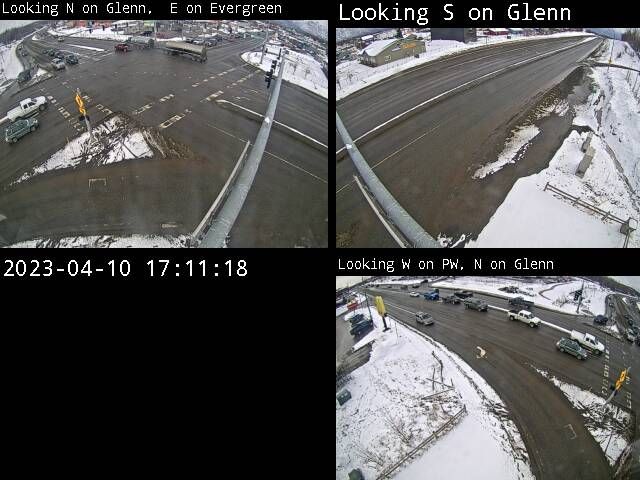 Looking N on Glenn,  E on Evergreen
Looking S on Glenn
2023-04-10 17:11:18
Looking W on PW, N on Glenn